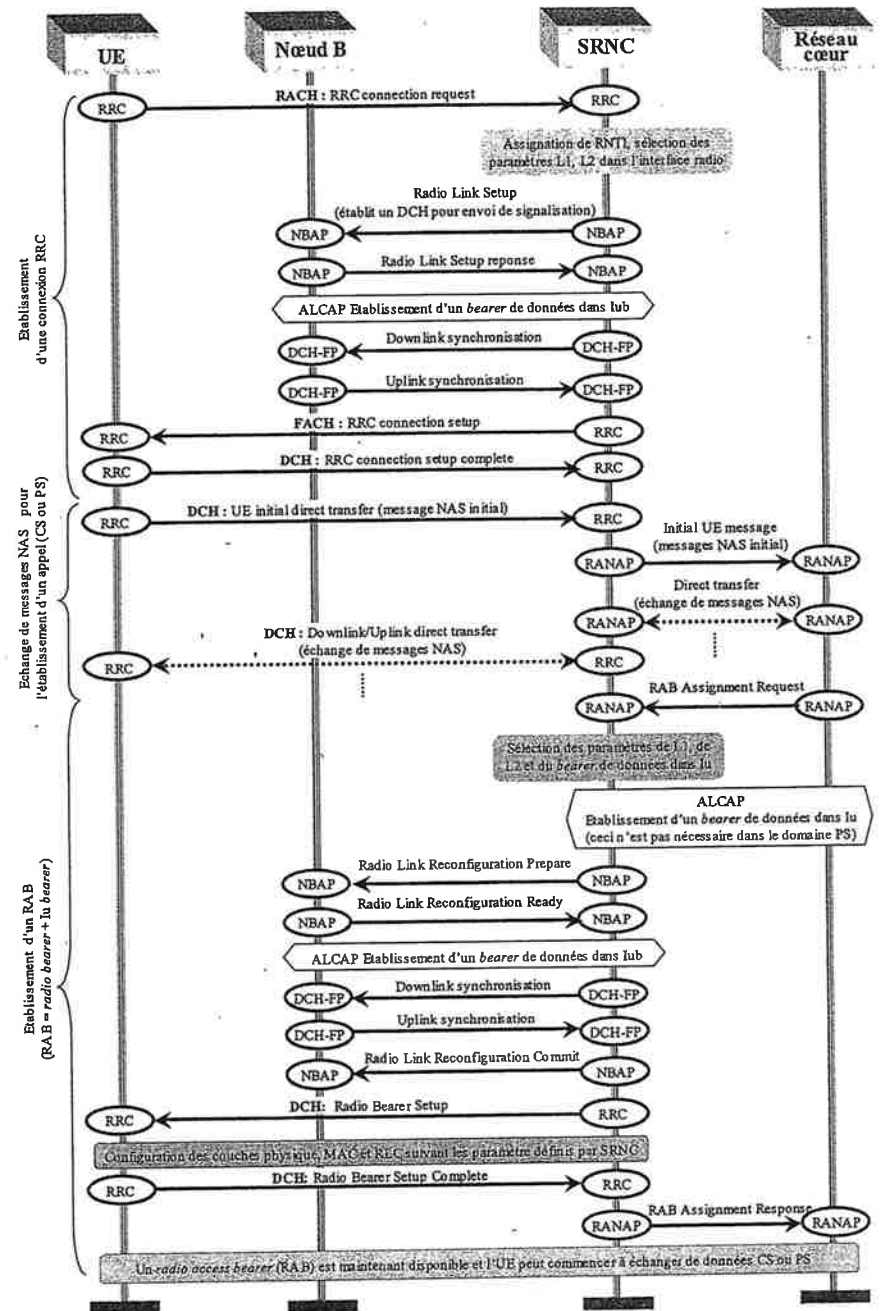 UE
Nœud B
SRNC
Réseau
cœur
RACH : RRC connection request
RRC
RRC
Assignation de RNTI, sélection des
paramètres L1, L2 dans l'interface radio
Radio Link Setup
(établit un DCH pour envoi de signalisation)
NBAP
NBAP
Radio Link Setup reponse
NBAP
NBAP
ALCAP Etablissement d'un bearer de données dans Iub
Downlink synchronisation
DCH-FP
DCH-FP
Uplink synchronisation
DCH-FP
DCH-FP
FACH : RRC connection setup
RRC
RRC
DCH : RRC connection setup complete
RRC
RRC
Etablissement
d'une connexion RRC
DCH : UE initial direct transfer (message NAS initial)
RRC
RRC
Initial UE message
(messages NAS initial)
RANAP
RANAP
Direct transfer
(échange de messages NAS)
RANAP
RANAP
DCH : Downlink/Uplink direct transfer
(échange de messages NAS)
RRC
RRC
Echange de messages NAS pour
l'établissement d'un appel (CS ou PS)
RAB Assignment Request
RANAP
RANAP
Sélection des paramètres de L1, de
L2 et du bearer de données dans Iu
ALCAP
Etablissement d'un bearer de données dans Iu
(ceci n'est pas nécessaire dans le domaine PS)
Radio Link Reconfiguration Prepare
NBAP
NBAP
Radio Link Reconfiguration Ready
NBAP
NBAP
ALCAP Etablissement d'un bearer de données dans Iub
Downlink synchronisation
DCH-FP
DCH-FP
Uplink synchronisation
DCH-FP
DCH-FP
Radio Link Reconfiguration Commit
NBAP
NBAP
DCH: Radio Bearer Setup
RRC
RRC
Configuration des couches physique, MAC et RLC suivant les paramètre définis par SRNC
DCH: Radio Bearer Setup Complete
RRC
RRC
RAB Assignment Response
RANAP
RANAP
Etablissement d'un RAB
(RAB = radio bearer + Iu bearer)
Un radio access bearer (RAB) est maintenant disponible et l'UE peut commencer à échanger de données CS ou PS